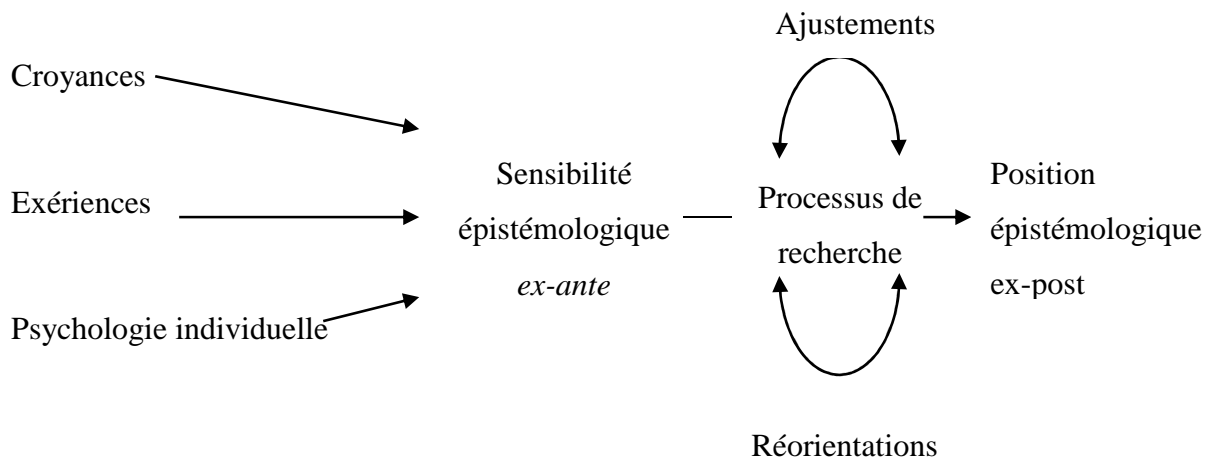 Ajustements
Croyances
Exériences
Psychologie individuelle
Sensibilité
épistémologique
ex-ante
Processus de
recherche
Position
épistémologique
ex-post
Réorientations